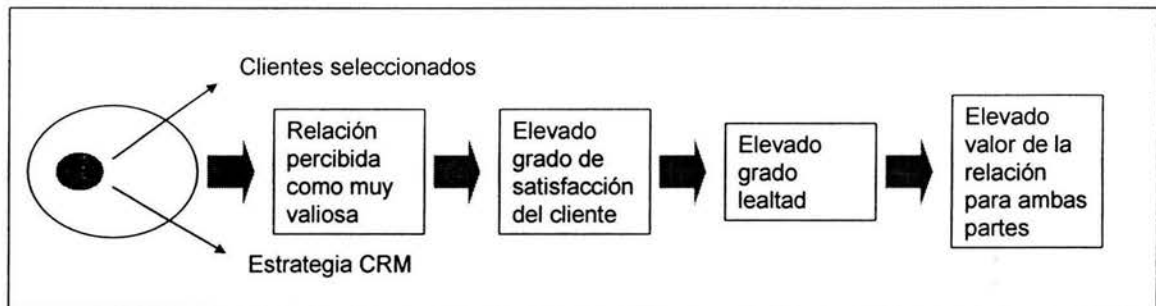 Clientes seleccionados
Relación
percibida
como muy
valiosa
Elevado
grado de
satisfacción
del cliente
Elevado
grado
lealtad
Elevado
valor de la
relación
para ambas
partes
Estrategia CRM